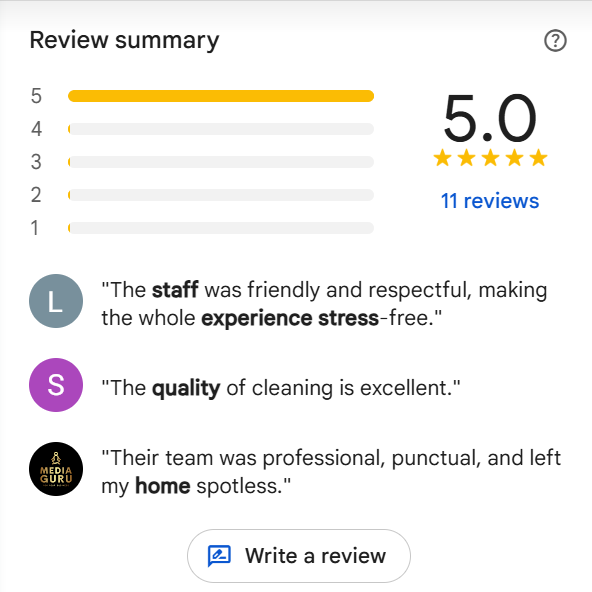 Review summary
5
4
3
2
1
5.0
11 reviews
L
"The staff was friendly and respectful, making
the whole experience stress-free."
S
"The quality of cleaning is excellent."
MEDIA
GURU
"Their team was professional, punctual, and left
my home spotless."
Write a review